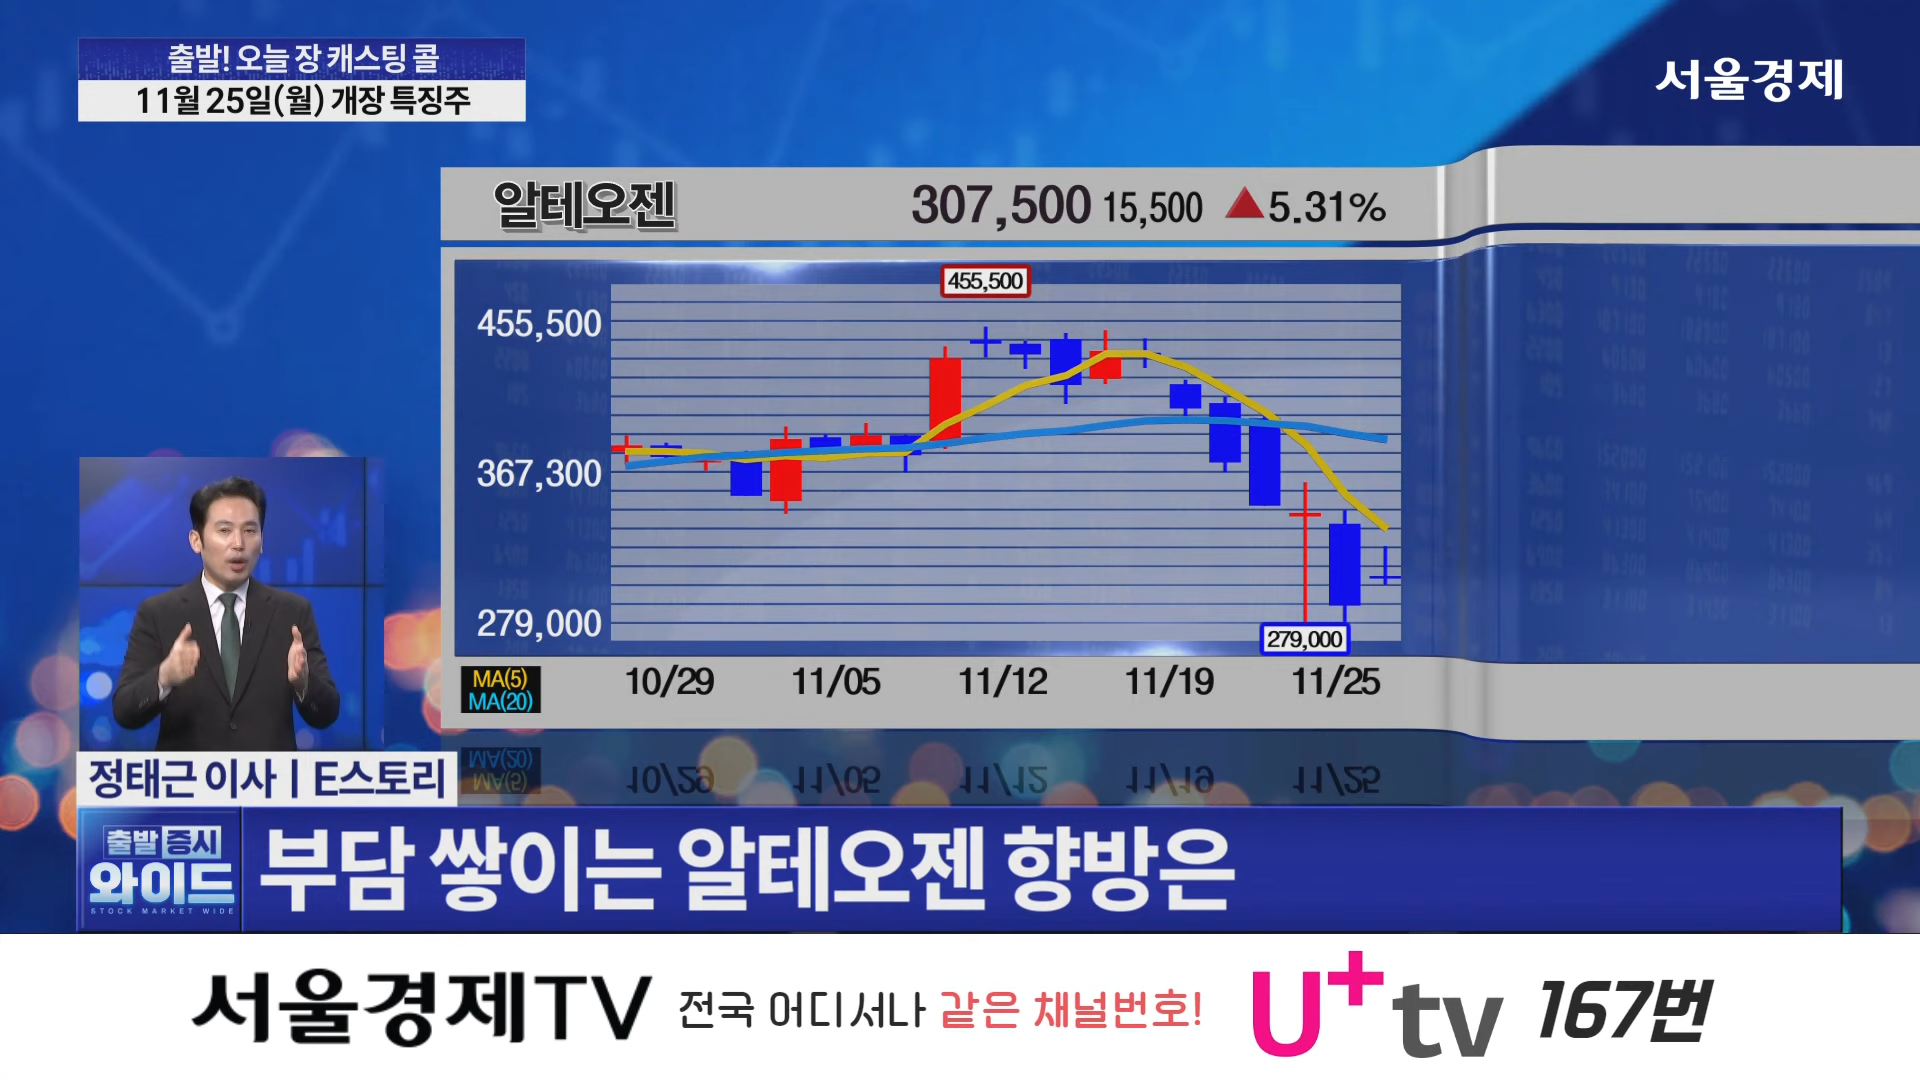 출발! 오늘 장 캐스팅 콜
11월 25일(월) 개장 특징주
서울경제
알테오젠 307,500 15,500 ▲5.31%
455,500
455,500
367,300
279,000
279,000
MA(5)
MA(20)
10/29 11/05 11/12 11/19 11/25
정태근 이사 | E스토리
출발 증시
와이드
STOCK MARKET WIDE
부담 쌓이는 알테오젠 향방은
서울경제TV 전국 어디서나 같은 채널번호! U+tv 167번